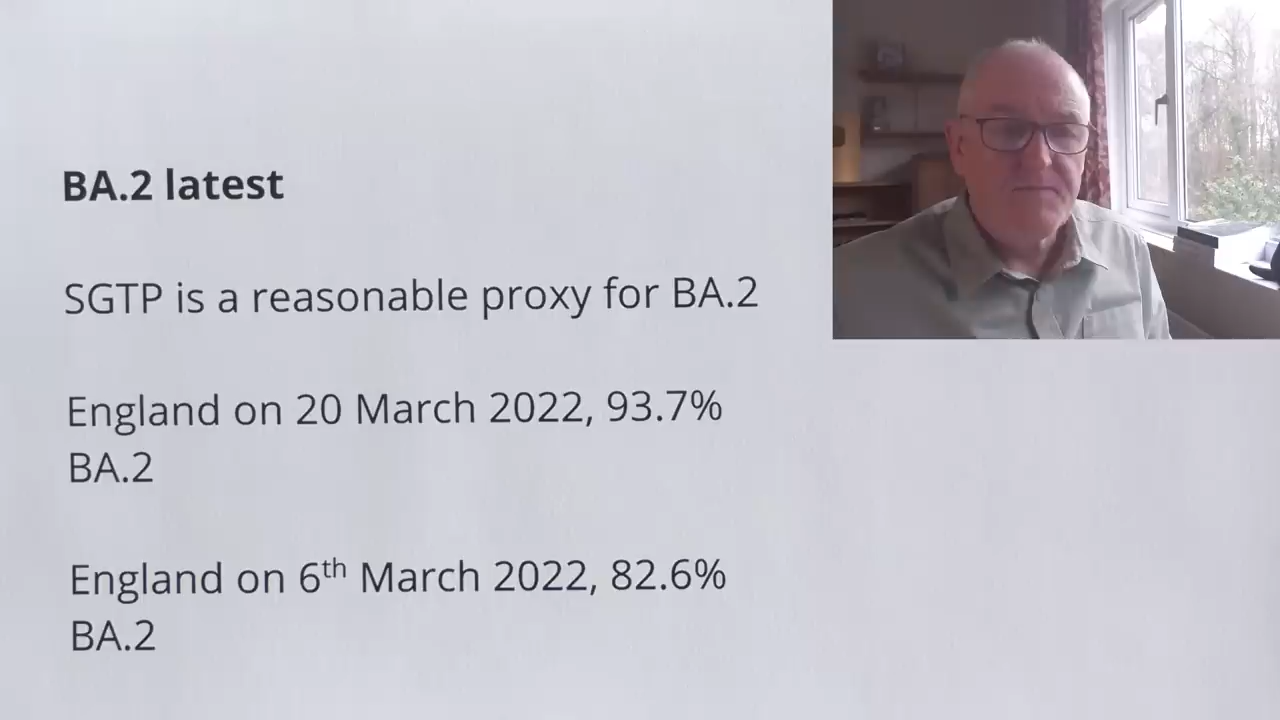 BA.2 latest
SGTP is a reasonable proxy for BA.2
England on 20 March 2022, 93.7%
BA.2
England on 6th March 2022, 82.6%
BA.2